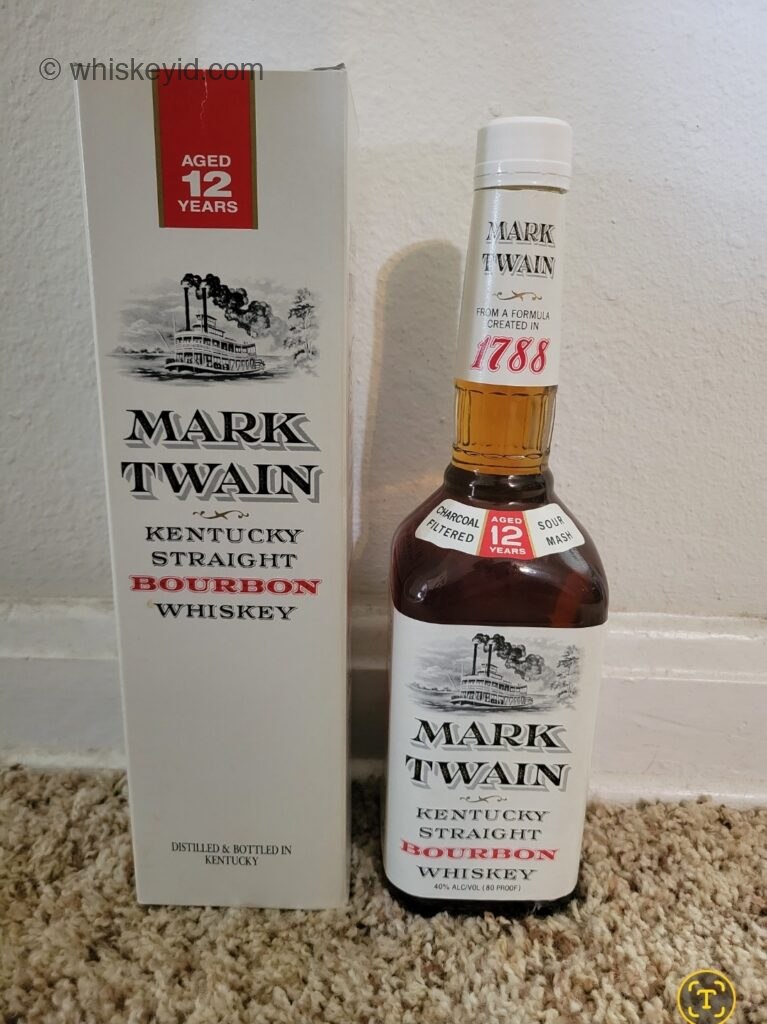 © whiskeyid.com
AGED
12
YEARS
MARK
TWAIN
KENTUCKY
STRAIGHT
BOURBON
WHISKEY
DISTILLED & BOTTLED IN
KENTUCKY
MARK
TWAIN
FROM A FORMULA
CREATED IN
1788
CHARCOAL
FILTERED
AGED
12
YEARS
SOUR
MASH
MARK
TWAIN
KENTUCKY
STRAIGHT
BOURBON
WHISKEY
40% ALC/VOL (80 PROOF)
T